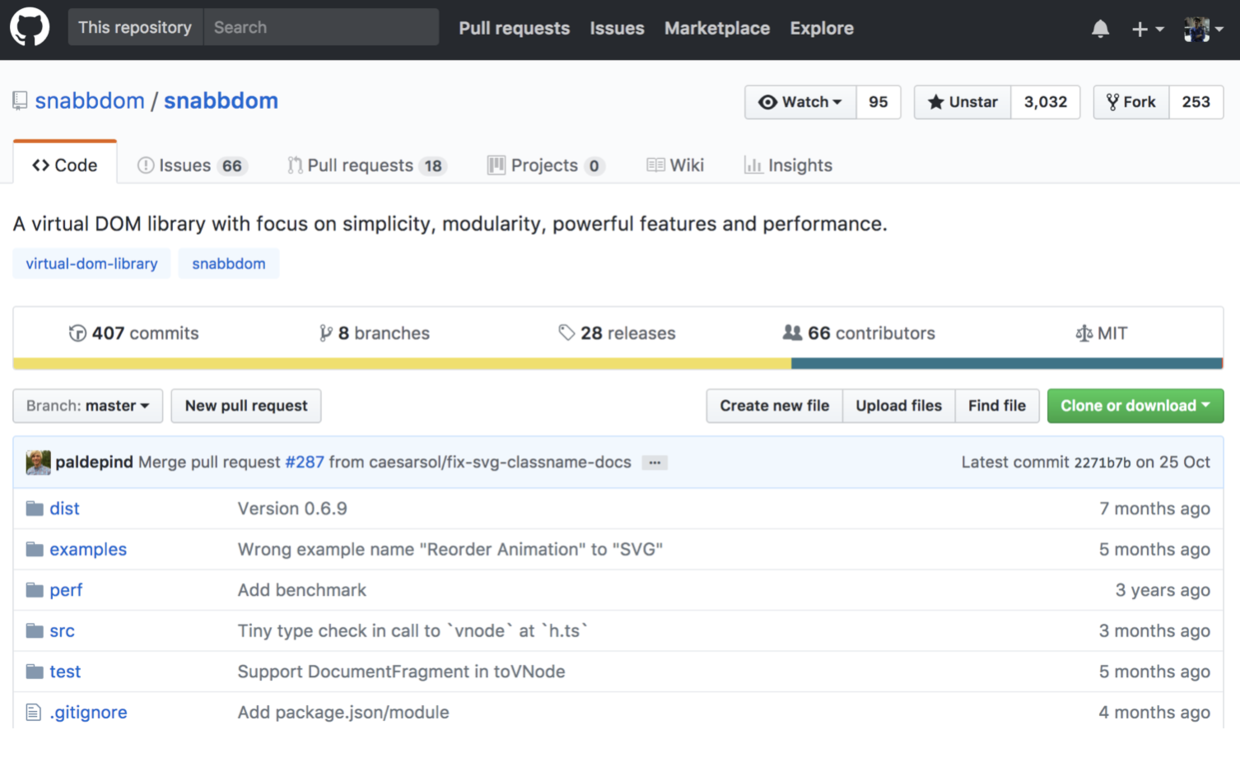 This repository Search Pull requests Issues Marketplace Explore
snabbdom / snabbdom Watch 95 Unstar 3,032 Fork 253
Code Issues 66 Pull requests 18 Projects 0 Wiki Insights
A virtual DOM library with focus on simplicity, modularity, powerful features and performance.
virtual-dom-library snabbdom
407 commits 8 branches 28 releases 66 contributors MIT
Branch: master New pull request Create new file Upload files Find file Clone or download
paldepind Merge pull request #287 from caesarsol/fix-svg-classname-docs ... Latest commit 2271b7b on 25 Oct
dist Version 0.6.9 7 months ago
examples Wrong example name "Reorder Animation" to "SVG" 5 months ago
perf Add benchmark 3 years ago
src Tiny type check in call to `vnode` at `h.ts` 3 months ago
test Support DocumentFragment in toVNode 5 months ago
.gitignore Add package.json/module 4 months ago